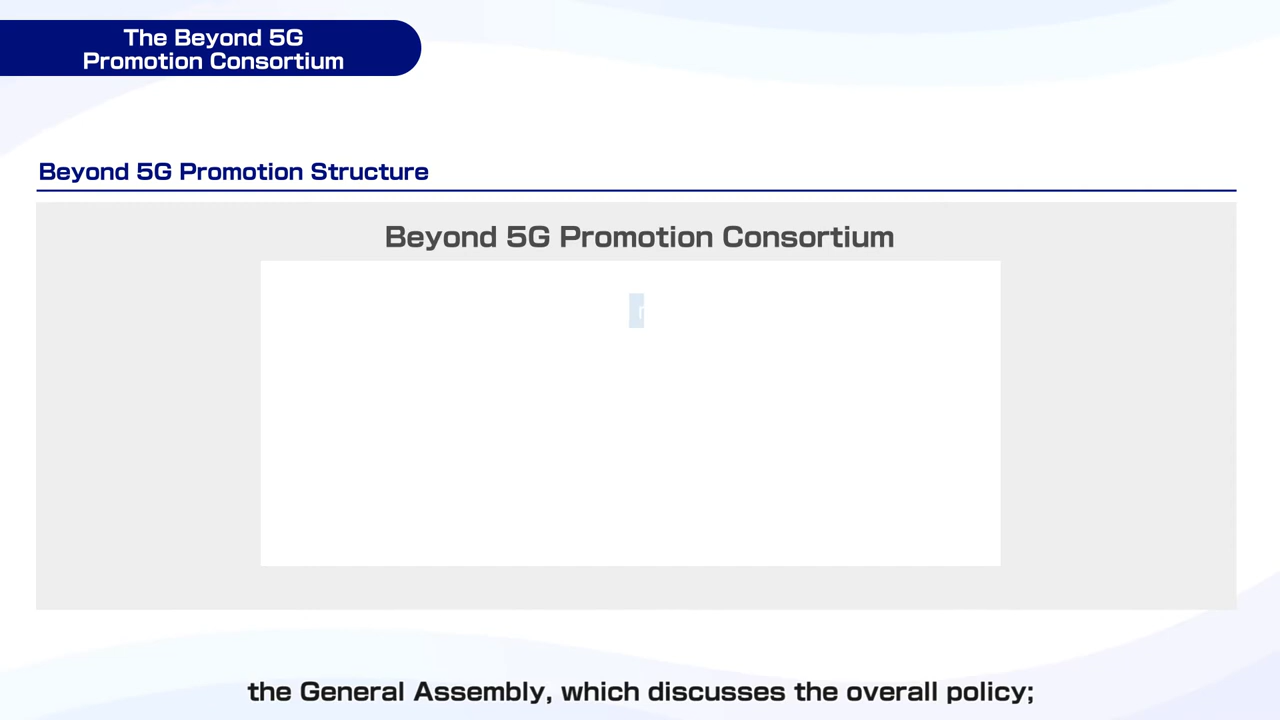 The Beyond 5G
Promotion Consortium
Beyond 5G Promotion Structure
Beyond 5G Promotion Consortium
the General Assembly, which discusses the overall policy;